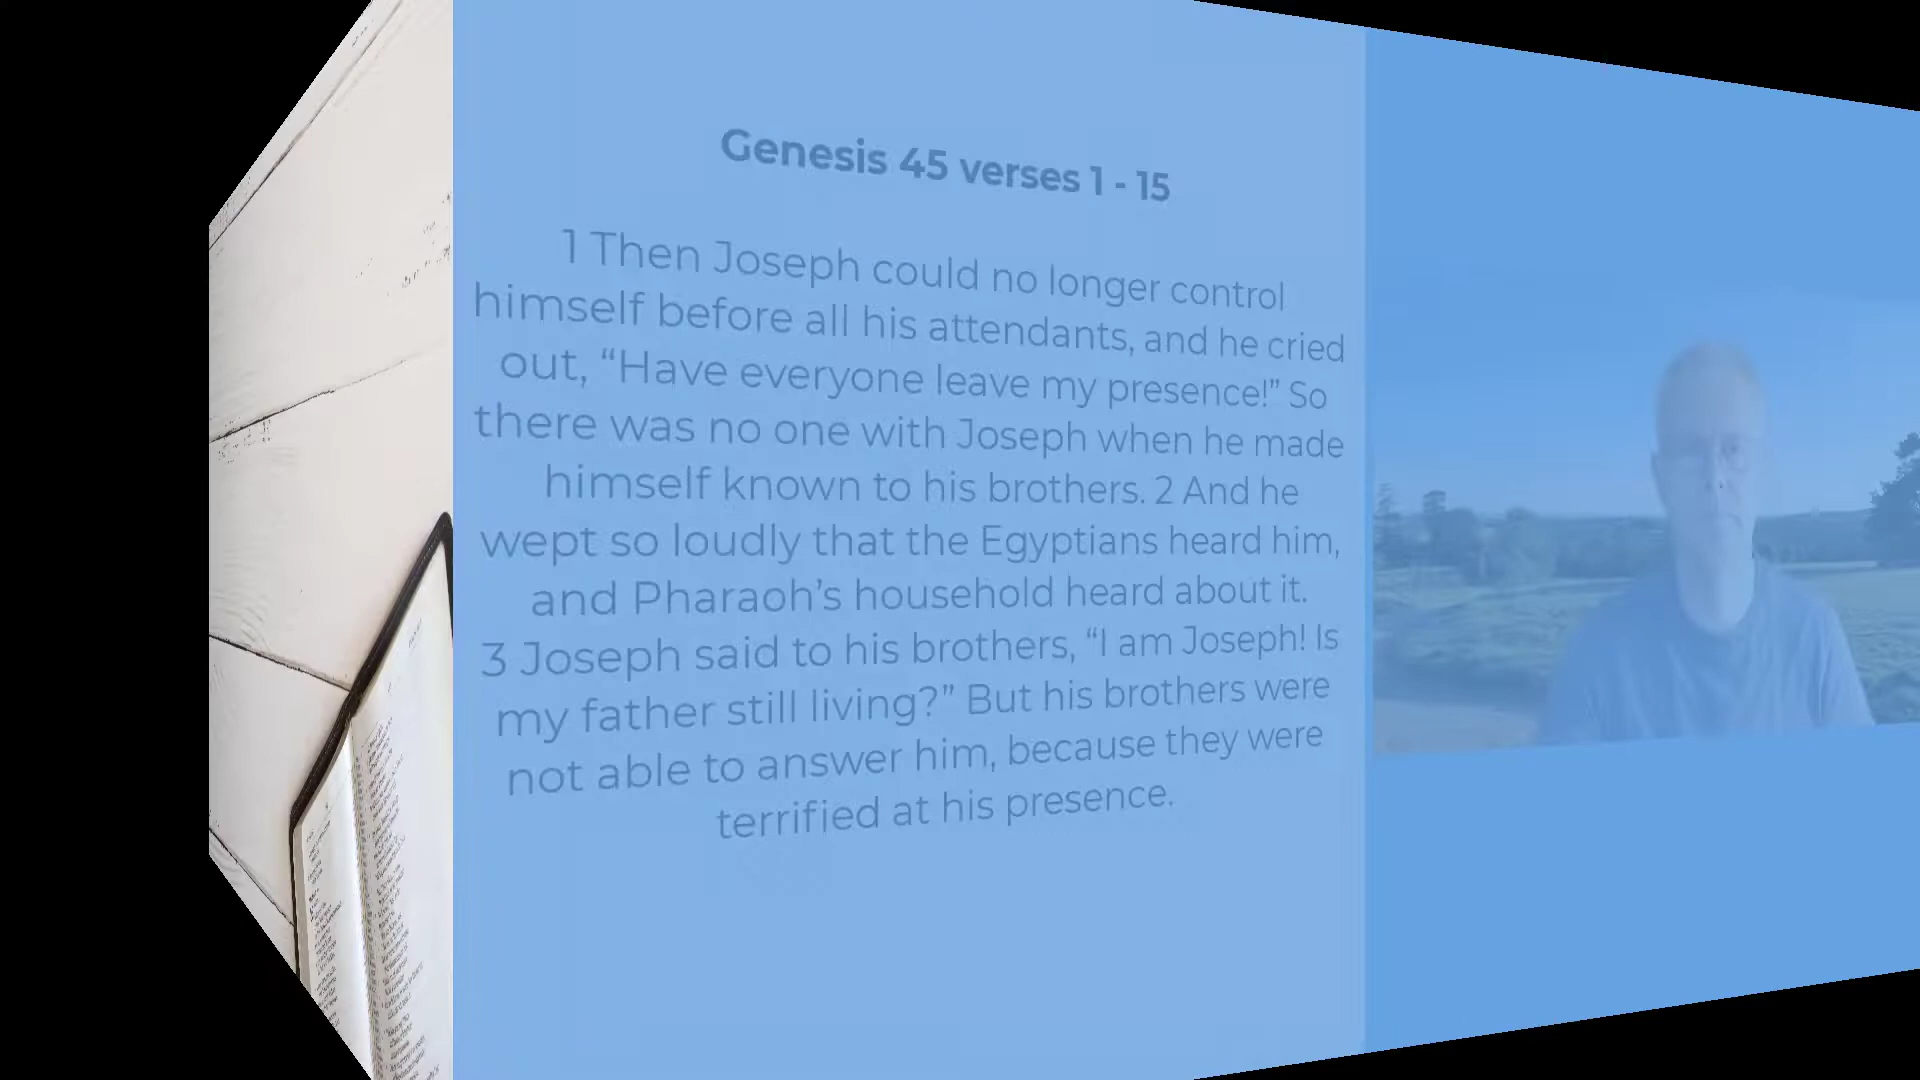 Genesis 45 verses 1 - 15
1 Then Joseph could no longer control
himself before all his attendants, and he cried
out, “Have everyone leave my presence!” So
there was no one with Joseph when he made
himself known to his brothers. 2 And he
wept so loudly that the Egyptians heard him,
and Pharaoh’s household heard about it.
3 Joseph said to his brothers, “I am Joseph! Is
my father still living?” But his brothers were
not able to answer him, because they were
terrified at his presence.